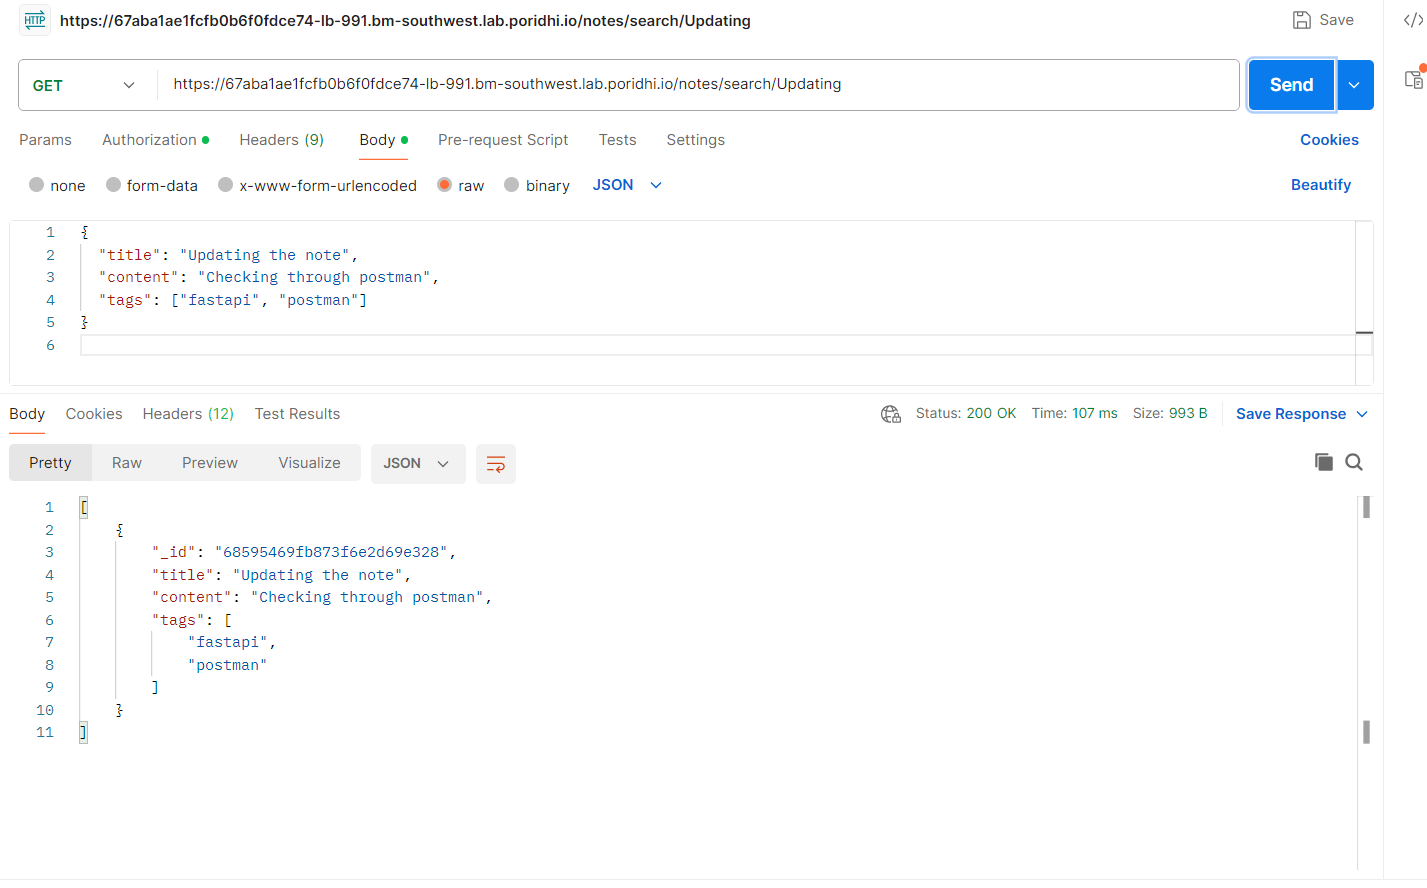 HTTP https://67aba1ae1fcfb0b6f0fdce74-lb-991.bm-southwest.lab.poridhi.io/notes/search/Updating Save
GET https://67aba1ae1fcfb0b6f0fdce74-lb-991.bm-southwest.lab.poridhi.io/notes/search/Updating Send
Params Authorization Headers (9) Body Pre-request Script Tests Settings Cookies
none form-data x-www-form-urlencoded raw binary JSON Beautify
1 {
2 "title": "Updating the note",
3 "content": "Checking through postman",
4 "tags": ["fastapi", "postman"]
5 }
6
Body Cookies Headers (12) Test Results Status: 200 OK Time: 107 ms Size: 993 B Save Response
Pretty Raw Preview Visualize JSON
1 [
2 {
3 "_id": "68595469fb873f6e2d69e328",
4 "title": "Updating the note",
5 "content": "Checking through postman",
6 "tags": [
7 "fastapi",
8 "postman"
9 ]
10 }
11 ]